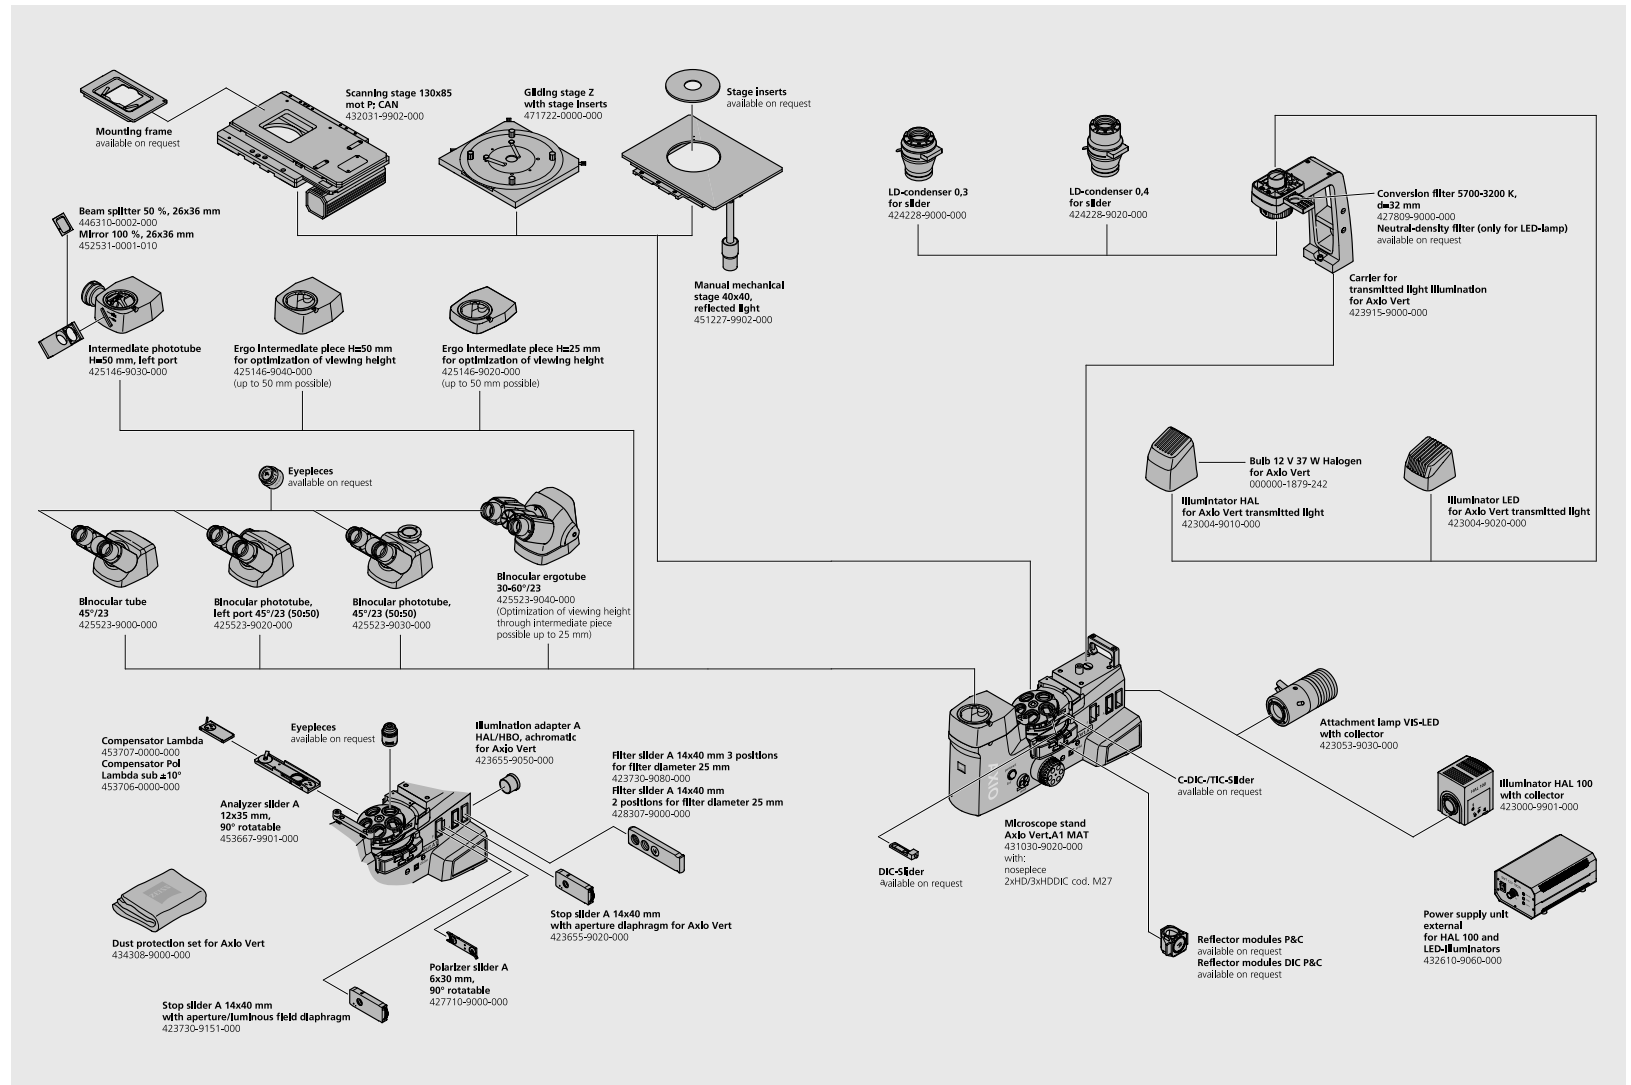 Mounting frame
available on request
Scanning stage 130x85
mot P; CAN
432031-9902-000
Gliding stage Z
with stage inserts
471722-0000-000
Stage inserts
available on request
Manual mechanical
stage 40x40,
reflected light
451227-9902-000
LD-condenser 0,3
for slider
424228-9000-000
LD-condenser 0,4
for slider
424228-9020-000
Conversion filter 5700-3200 K,
d=32 mm
427809-9000-000
Neutral-density filter (only for LED-lamp)
available on request
Carrier for
transmitted light illumination
for Axio Vert
423915-9000-000
Beam splitter 50 %, 26x36 mm
446310-0002-000
Mirror 100 %, 26x36 mm
452531-0001-010
Intermediate phototube
H=50 mm, left port
425146-9030-000
Ergo intermediate piece H=50 mm
for optimization of viewing height
425146-9040-000
(up to 50 mm possible)
Ergo intermediate piece H=25 mm
for optimization of viewing height
425146-9020-000
(up to 50 mm possible)
Bulb 12 V 37 W Halogen
for Axio Vert
000000-1879-242
Illumintator HAL
for Axio Vert transmitted light
423004-9010-000
Illuminator LED
for Axio Vert transmitted light
423004-9020-000
Eyepieces
available on request
Binocular tube
45°/23
425523-9000-000
Binocular phototube,
left port 45°/23 (50:50)
425523-9020-000
Binocular phototube,
45°/23 (50:50)
425523-9030-000
Binocular ergotube
30-60°/23
425523-9040-000
(Optimization of viewing height
through intermediate piece
possible up to 25 mm)
Compensator Lambda
453707-0000-000
Compensator Pol
Lambda sub ±10°
453706-0000-000
Analyzer slider A
12x35 mm,
90° rotatable
453667-9901-000
Eyepieces
available on request
Illumination adapter A
HAL/HBO, achromatic
for Axio Vert
423655-9050-000
Filter slider A 14x40 mm 3 positions
for filter diameter 25 mm
423730-9080-000
Filter slider A 14x40 mm
2 positions for filter diameter 25 mm
428307-9000-000
Stop slider A 14x40 mm
with aperture diaphragm for Axio Vert
423655-9020-000
Polarizer slider A
6x30 mm,
90° rotatable
427710-9000-000
Stop slider A 14x40 mm
with aperture/luminous field diaphragm
423730-9151-000
Dust protection set for Axio Vert
434308-9000-000
AXIO
DIC-Slider
available on request
Microscope stand
Axio Vert.A1 MAT
431030-9020-000
with:
nosepiece
2xHD/3xHDDIC cod. M27
C-DIC-/TIC-Slider
available on request
Reflector modules P&C
available on request
Reflector modules DIC P&C
available on request
Attachment lamp VIS-LED
with collector
423053-9030-000
HAL 100
Illuminator HAL 100
with collector
423000-9901-000
Power supply unit
external
for HAL 100 and
LED-Illuminators
432610-9060-000